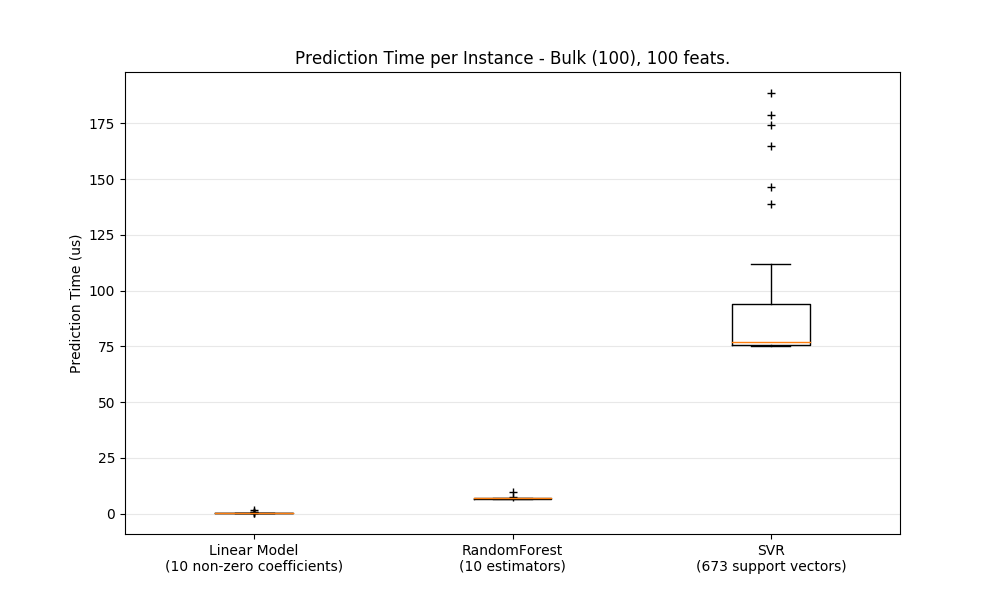 Prediction Time per Instance - Bulk (100), 100 feats.
Prediction Time (us)
175
150
125
100
75
50
25
0
Linear Model
(10 non-zero coefficients)
RandomForest
(10 estimators)
SVR
(673 support vectors)